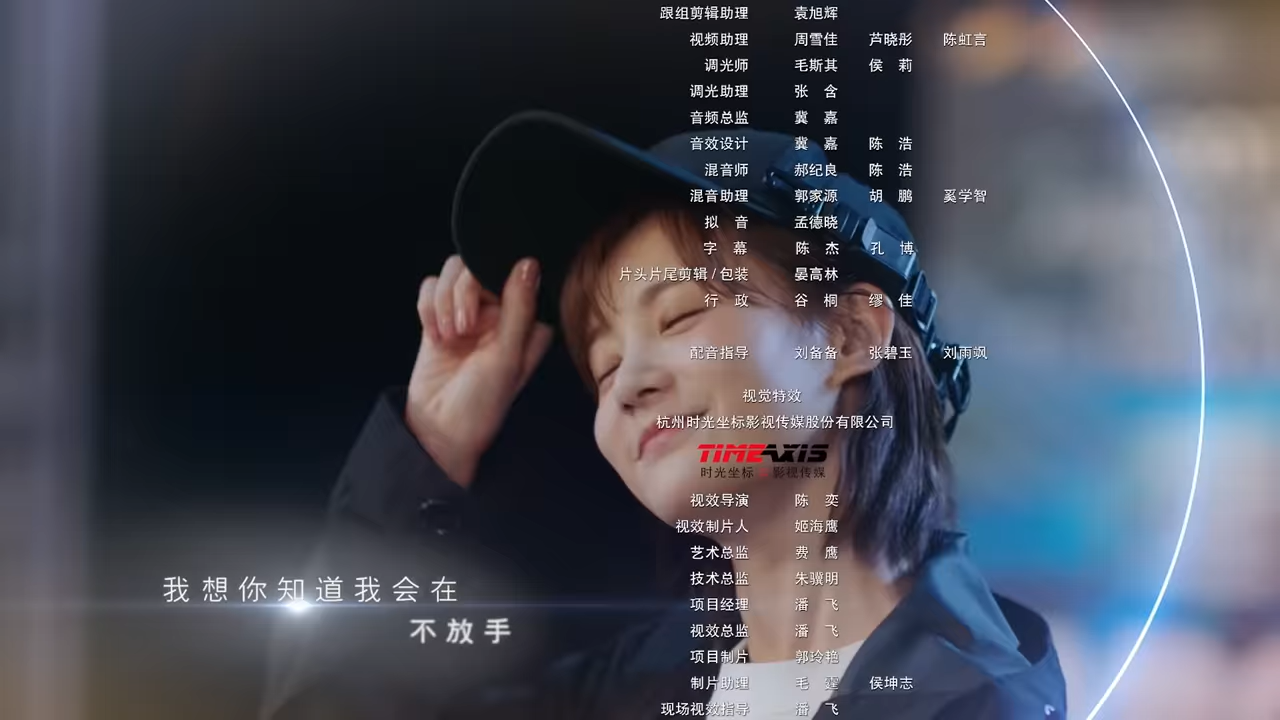 跟组剪辑助理 袁旭辉
视频助理 周雪佳 芦晓彤 陈虹言
调光师 毛斯其 侯 莉
调光助理 张 含
音频总监 冀 嘉
音效设计 冀 嘉 陈 浩
混音师 郝纪良 陈 浩
混音助理 郭家源 胡 鹏 奚学智
拟 音 孟德晓
字 幕 陈 杰 孔 博
片头片尾剪辑/包装 晏高林
行 政 谷 桐 缪 佳
配音指导 刘备备 张碧玉 刘雨飒
视觉特效
杭州时光坐标影视传媒股份有限公司
TIMEAXIS
时光坐标 影视传媒
视效导演 陈 奕
视效制片人 姬海鹰
艺术总监 费 鹰
技术总监 朱骥明
项目经理 潘 飞
视效总监 潘 飞
项目制片 郭玲艳
制片助理 毛 侯坤志
现场视效指导 潘 飞
我想你知道我会在
不放手